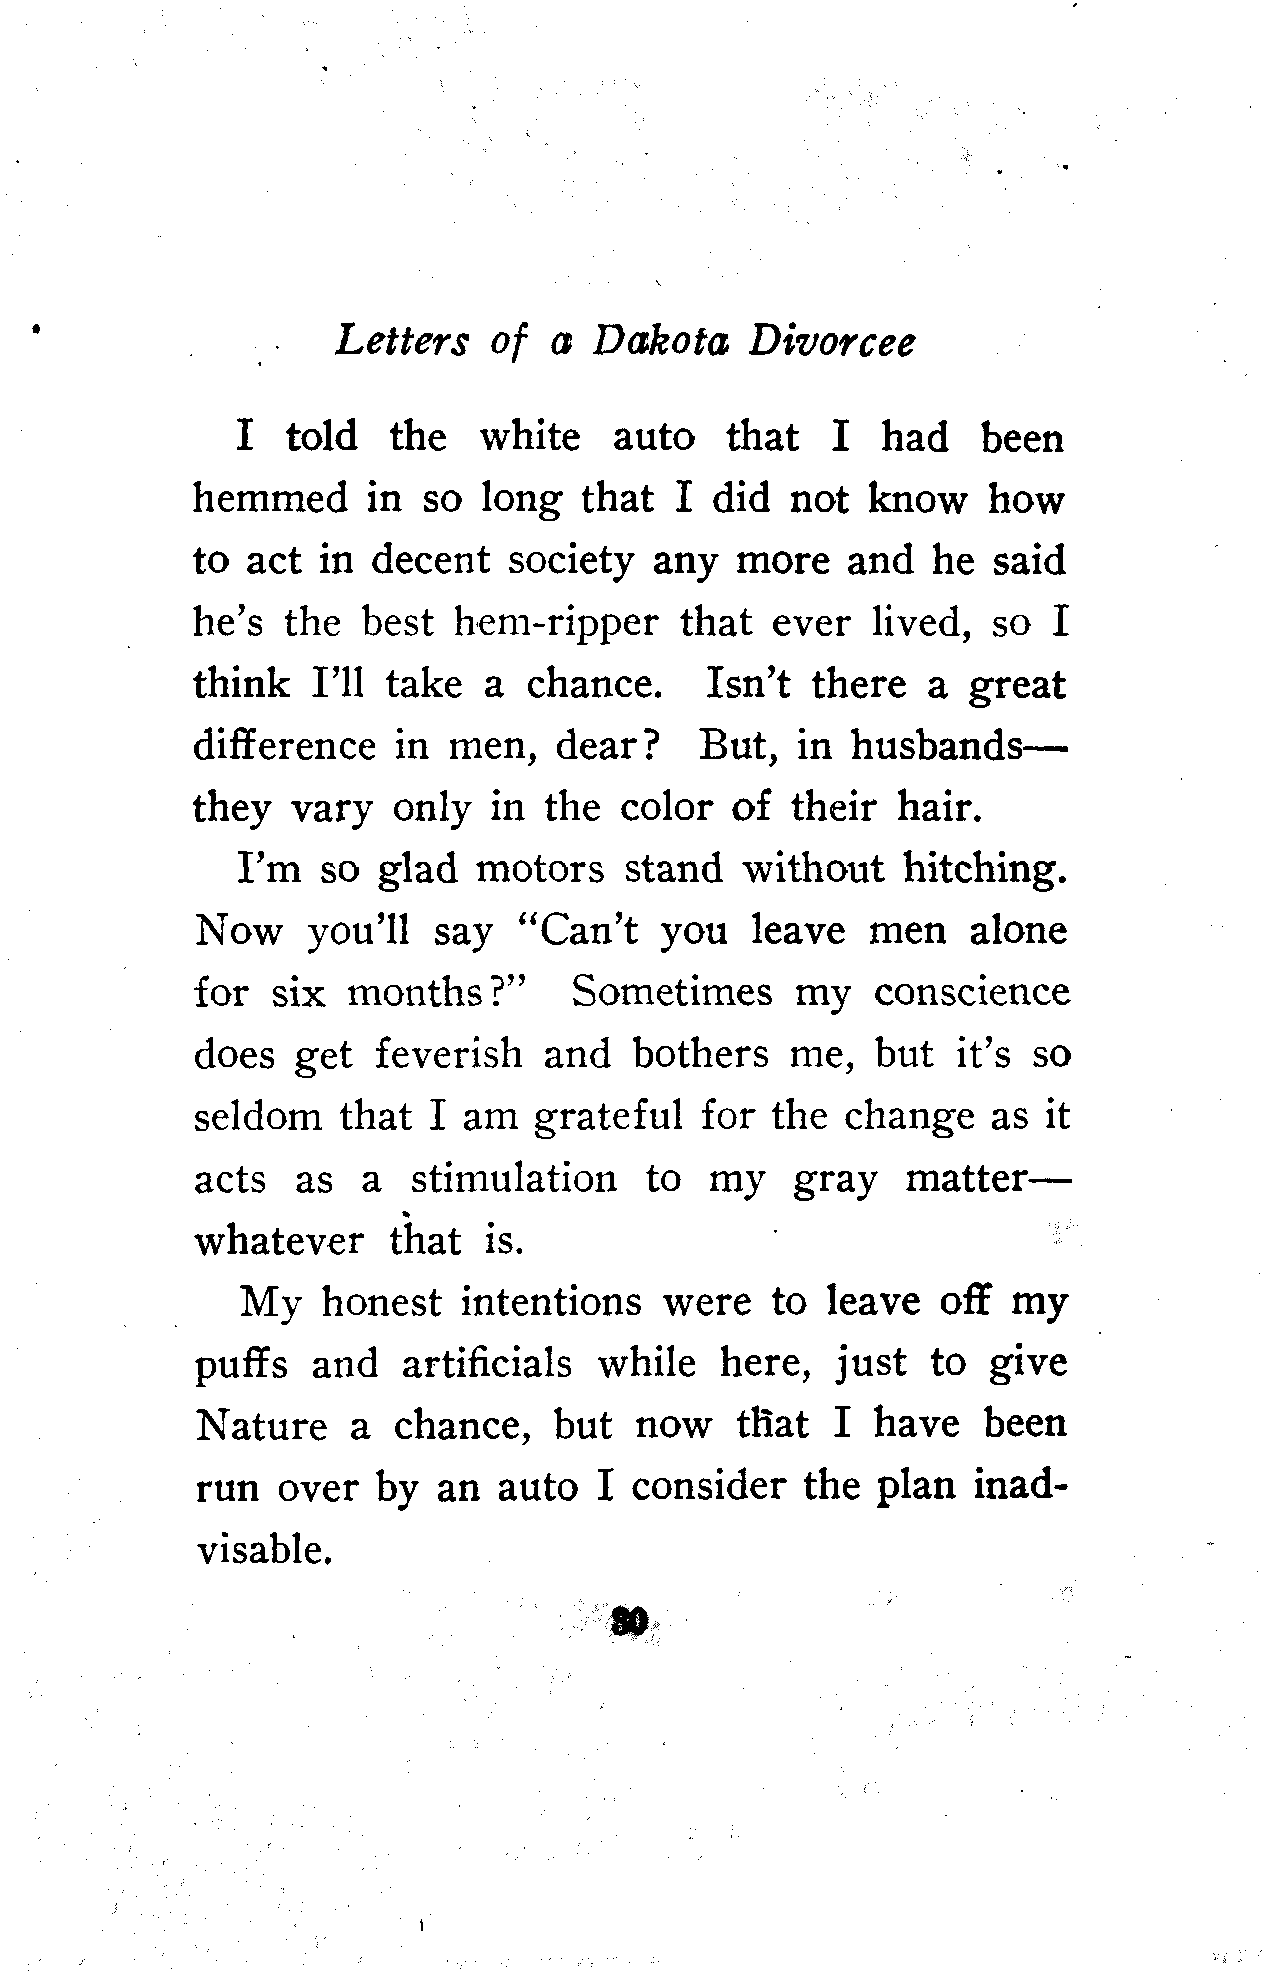 Letters of a Dakota Divorcee
I told the white auto that I had been
hemmed in so long that I did not know how
to act in decent society any more and he said
he's the best hem-ripper that ever lived, so I
think I'll take a chance. Isn't there a great
difference in men, dear? But, in husbands—
they vary only in the color of their hair.
I'm so glad motors stand without hitching.
Now you'll say "Can't you leave men alone
for six months?" Sometimes my conscience
does get feverish and bothers me, but it's so
seldom that I am grateful for the change as it
acts as a stimulation to my gray matter—
whatever that is.
My honest intentions were to leave off my
puffs and artificials while here, just to give
Nature a chance, but now that I have been
run over by an auto I consider the plan inad-
visable.